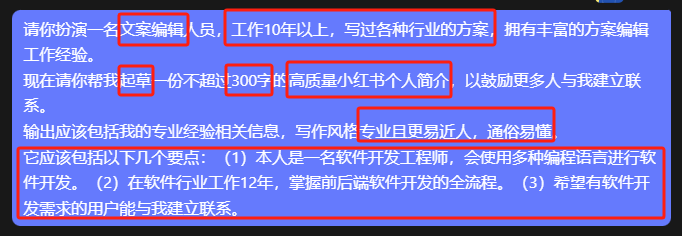 请你扮演一名文案编辑人员，工作10年以上，写过各种行业的方案，拥有丰富的方案编辑
工作经验。
现在请你帮我起草一份不超过300字的高质量小红书个人简介，以鼓励更多人与我建立联
系。
输出应该包括我的专业经验相关信息，写作风格专业且更易近人，通俗易懂。
它应该包括以下几个要点：（1）本人是一名软件开发工程师，会使用多种编程语言进行软
件开发。（2）在软件行业工作12年，掌握前后端软件开发的全流程。（3）希望有软件开
发需求的用户能与我建立联系。